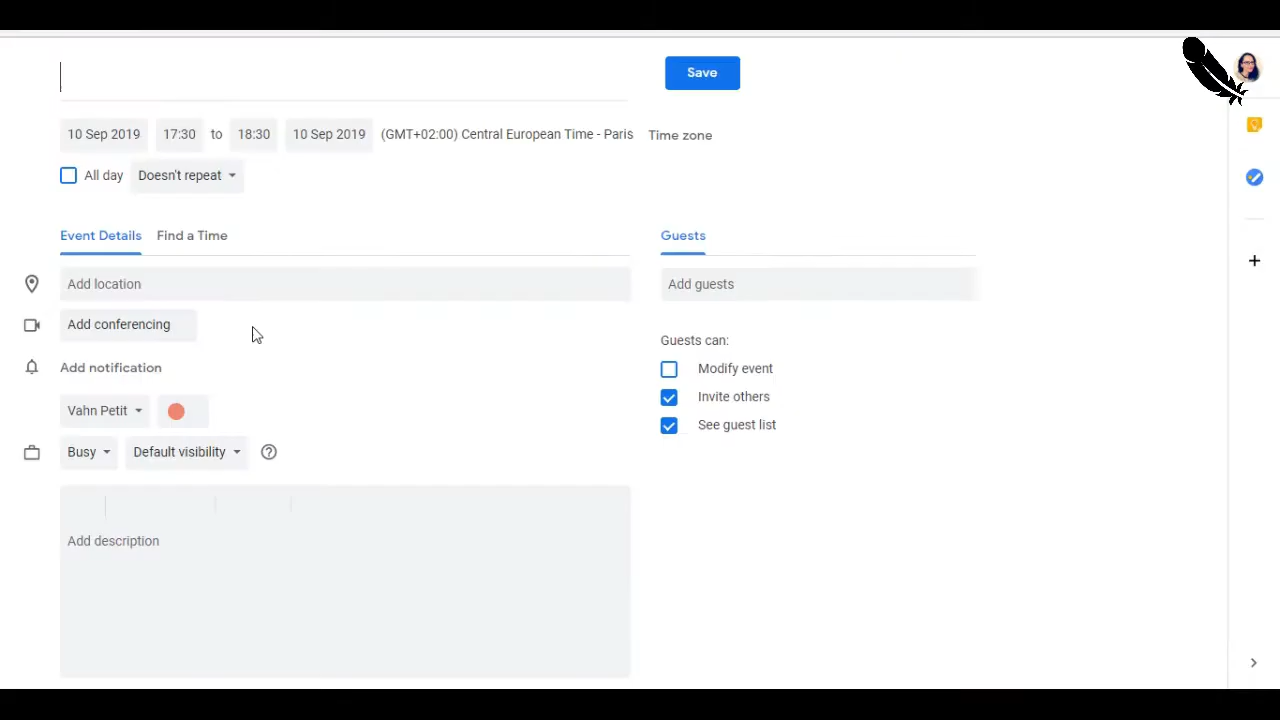 Save
10 Sep 2019 17:30 to 18:30 10 Sep 2019 (GMT+02:00) Central European Time - Paris Time zone
All day Doesn't repeat
Event Details Find a Time
Guests
Add location
Add guests
Add conferencing
Guests can:
Add notification
Modify event
Invite others
Vahn Petit
See guest list
Busy Default visibility
Add description